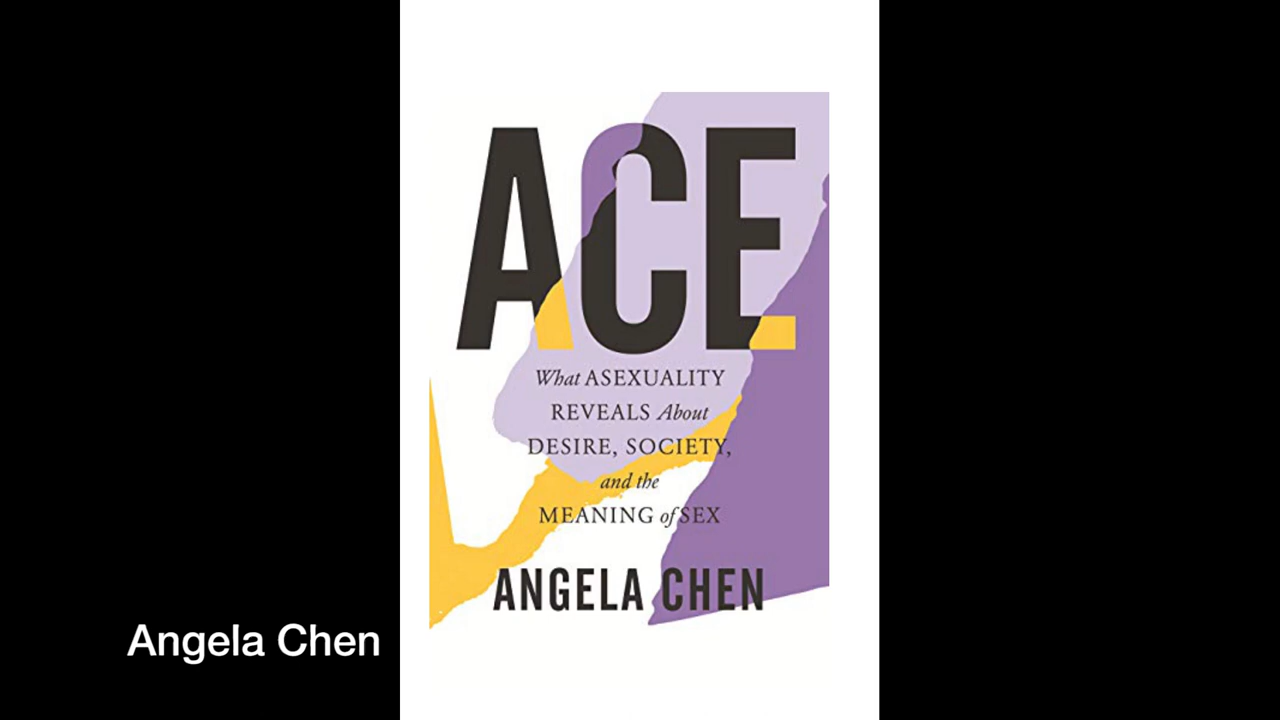 ACE
What ASEXUALITY
REVEALS About
DESIRE, SOCIETY,
and the
MEANING of SEX
ANGELA CHEN
Angela Chen